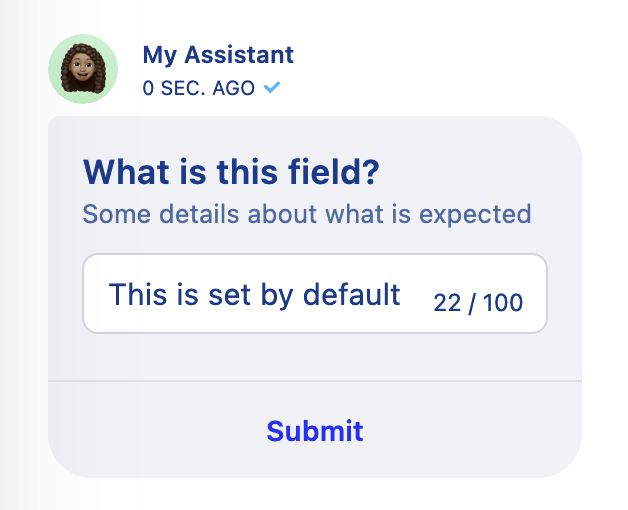 My Assistant
0 SEC. AGO
What is this field?
Some details about what is expected
This is set by default 22 / 100
Submit